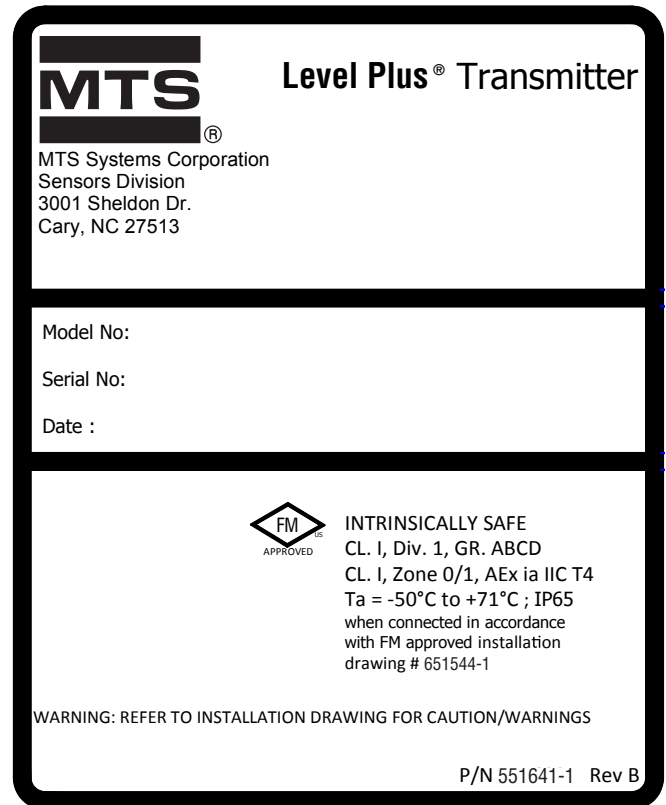 MTS ®
Level Plus ® Transmitter
MTS Systems Corporation
Sensors Division
3001 Sheldon Dr.
Cary, NC 27513
Model No:
Serial No:
Date :
FM
US
APPROVED
INTRINSICALLY SAFE
CL. I, Div. 1, GR. ABCD
CL. I, Zone 0/1, AEx ia IIC T4
Ta = -50°C to +71°C ; IP65
when connected in accordance
with FM approved installation
drawing # 651544-1
WARNING: REFER TO INSTALLATION DRAWING FOR CAUTION/WARNINGS
P/N 551641-1 Rev B